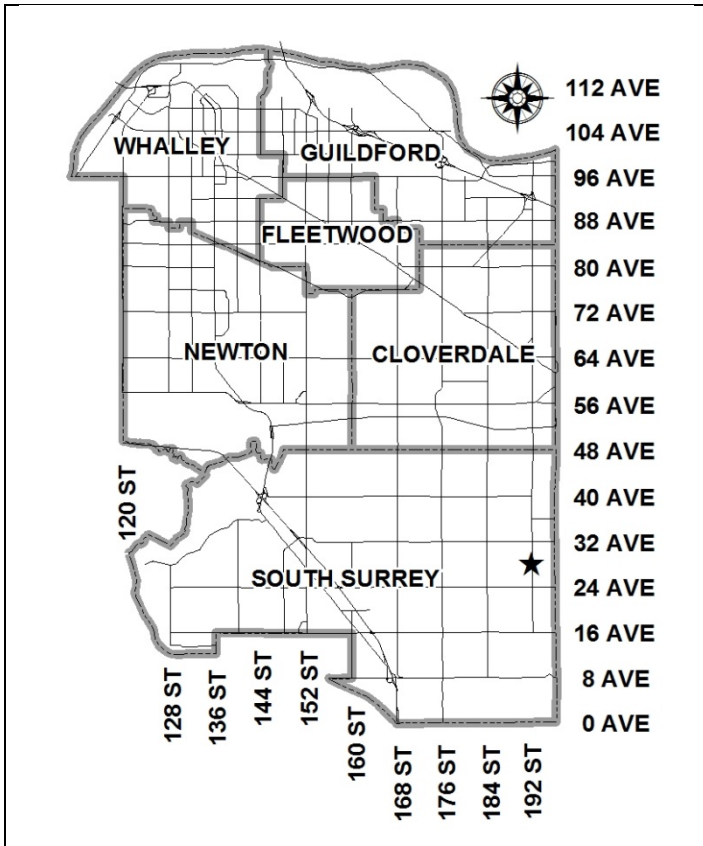 112 AVE
104 AVE
WHALLEY
GUILDFORD
96 AVE
88 AVE
FLEETWOOD
80 AVE
72 AVE
NEWTON
CLOVERDALE
64 AVE
56 AVE
48 AVE
120 ST
40 AVE
32 AVE
SOUTH SURREY
24 AVE
16 AVE
128 ST
136 ST
144 ST
152 ST
160 ST
8 AVE
0 AVE
168 ST
176 ST
184 ST
192 ST